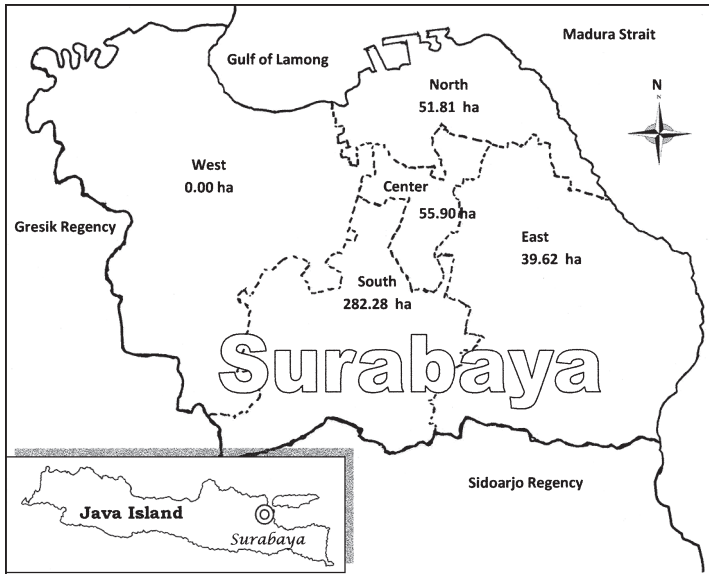 Madura Strait
Gulf of Lamong
N
N
North
51.81 ha
West
0.00 ha
Center
55.90 ha
Gresik Regency
East
39.62 ha
South
282.28 ha
Surabaya
Sidoarjo Regency
Java Island
Surabaya